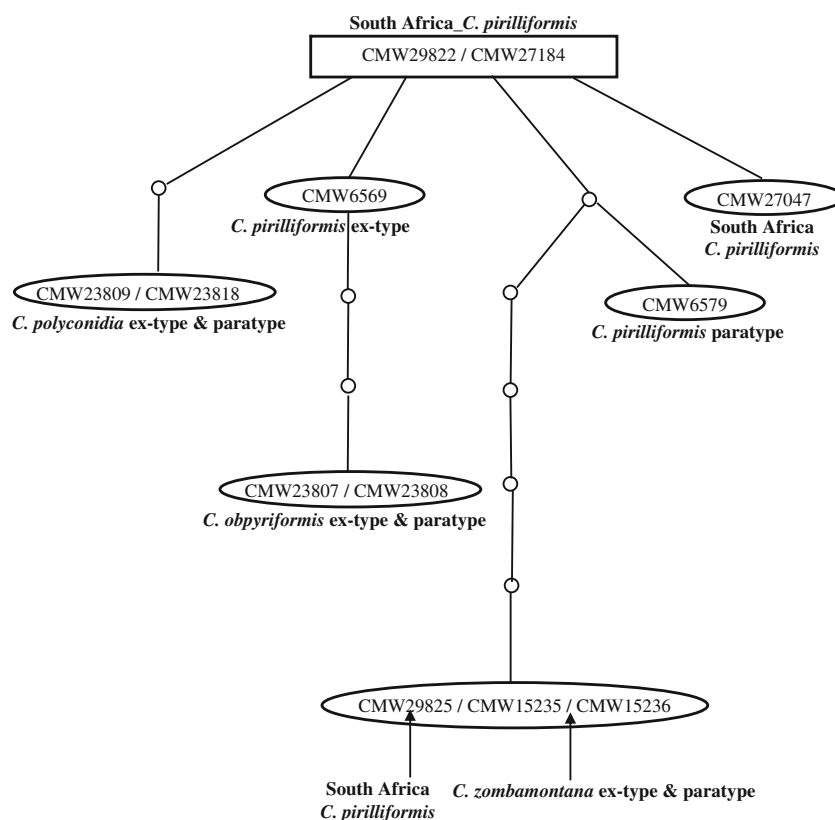 South Africa_C. pirilliformis
CMW29822 / CMW27184
CMW6569
C. pirilliformis ex-type
CMW27047
South Africa
C. pirilliformis
CMW23809 / CMW23818
C. polyconidia ex-type & paratype
CMW6579
C. pirilliformis paratype
CMW23807 / CMW23808
C. obpyriformis ex-type & paratype
CMW29825 / CMW15235 / CMW15236
South Africa
C. pirilliformis
C. zombamontana ex-type & paratype